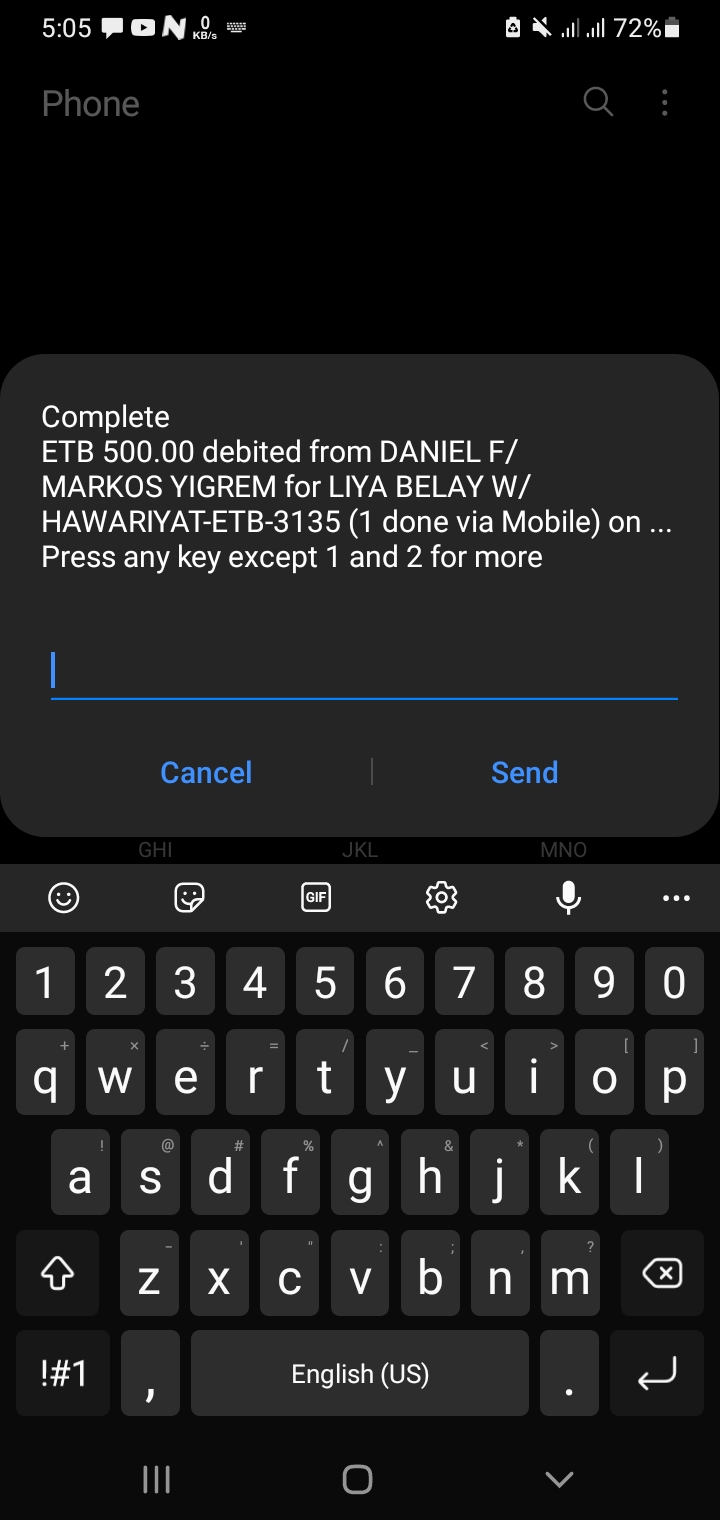 5:05 0 KB/s 72%
Phone
Complete
ETB 500.00 debited from DANIEL F/
MARKOS YIGREM for LIYA BELAY W/
HAWARIYAT-ETB-3135 (1 done via Mobile) on ...
Press any key except 1 and 2 for more
Cancel | Send
GHI JKL MNO
GIF
1 2 3 4 5 6 7 8 9 0
+ × ÷ = / _ < > [ ]
q w e r t y u i o p
! @ # % ^ & * ( )
a s d f g h j k l
- ' " : ; , ?
z x c v b n m
!#1 , English (US) .